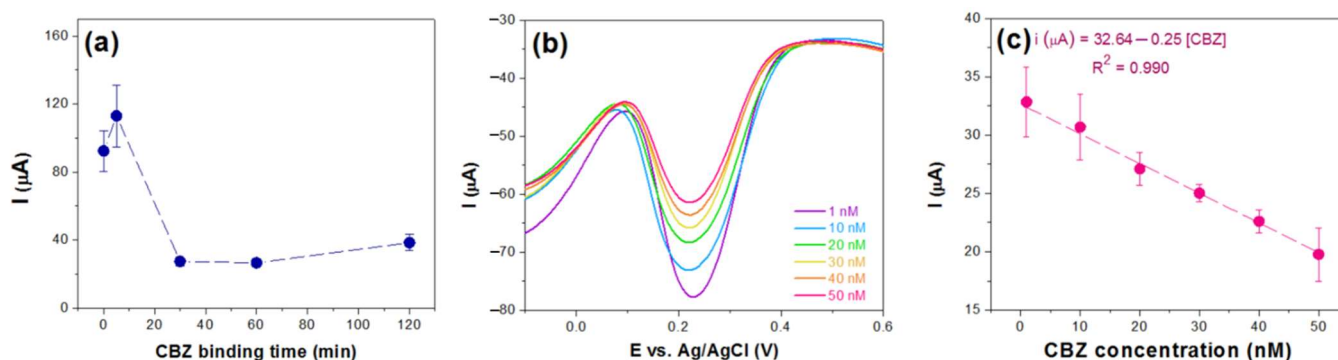 (a)
160
120
80
40
0
I (µA)
0 20 40 60 80 100 120
CBZ binding time (min)
(b)
−30
−40
−50
−60
−70
−80
I (µA)
1 nM
10 nM
20 nM
30 nM
40 nM
50 nM
0.0 0.2 0.4 0.6
E vs. Ag/AgCl (V)
(c)
i (µA) = 32.64−0.25 [CBZ]
R² = 0.990
40
35
30
25
20
15
I (µA)
0 10 20 30 40 50
CBZ concentration (nM)